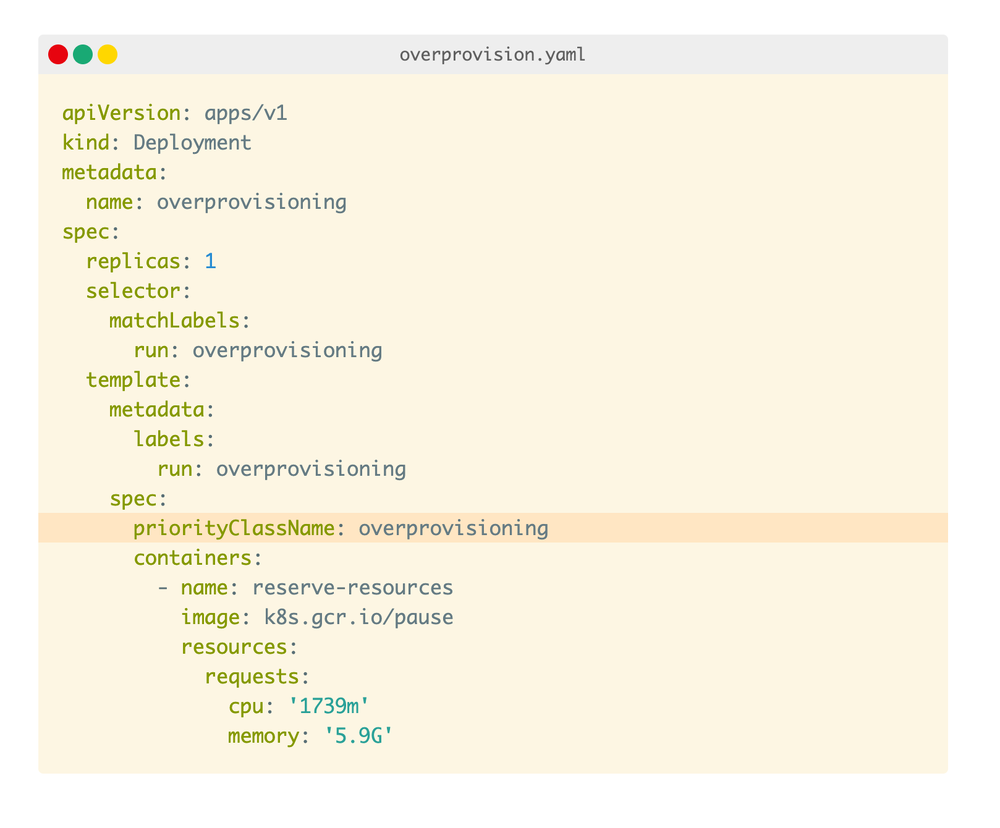 overprovision.yaml
apiVersion: apps/v1
kind: Deployment
metadata:
  name: overprovisioning
spec:
  replicas: 1
  selector:
    matchLabels:
      run: overprovisioning
  template:
    metadata:
      labels:
        run: overprovisioning
    spec:
      priorityClassName: overprovisioning
      containers:
        - name: reserve-resources
          image: k8s.gcr.io/pause
          resources:
            requests:
              cpu: '1739m'
              memory: '5.9G'